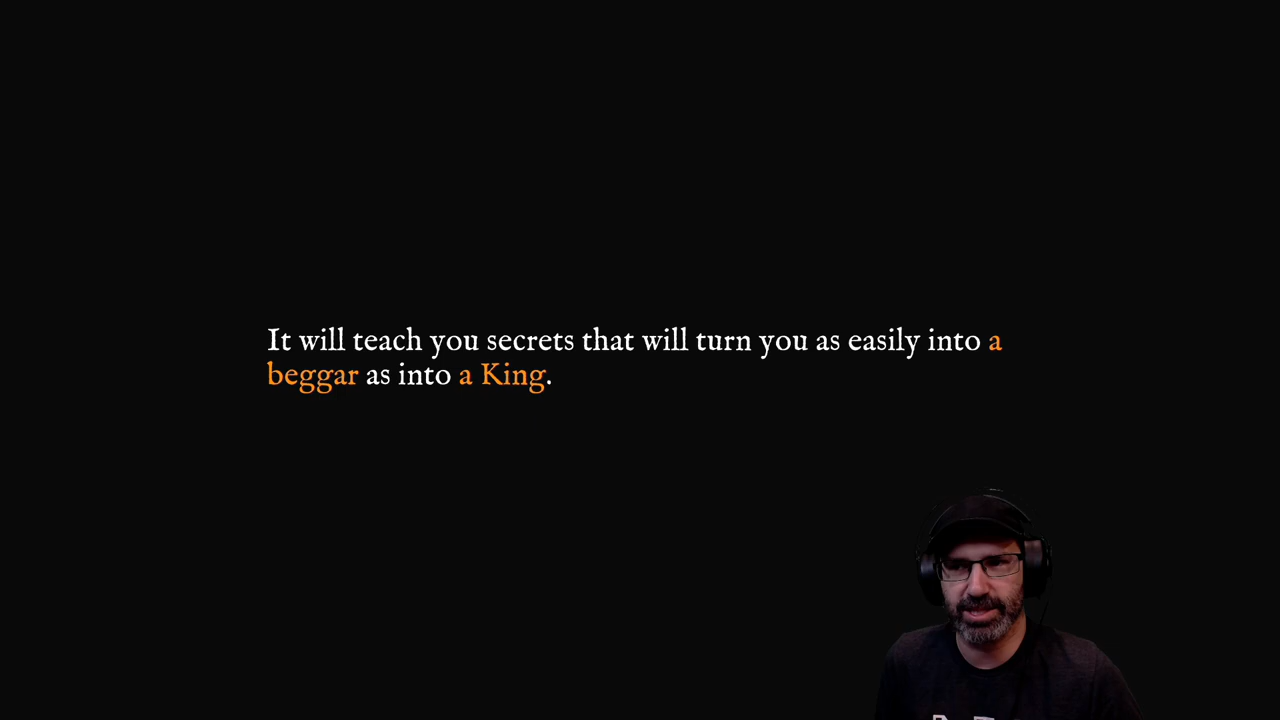 It will teach you secrets that will turn you as easily into a
beggar as into a King.